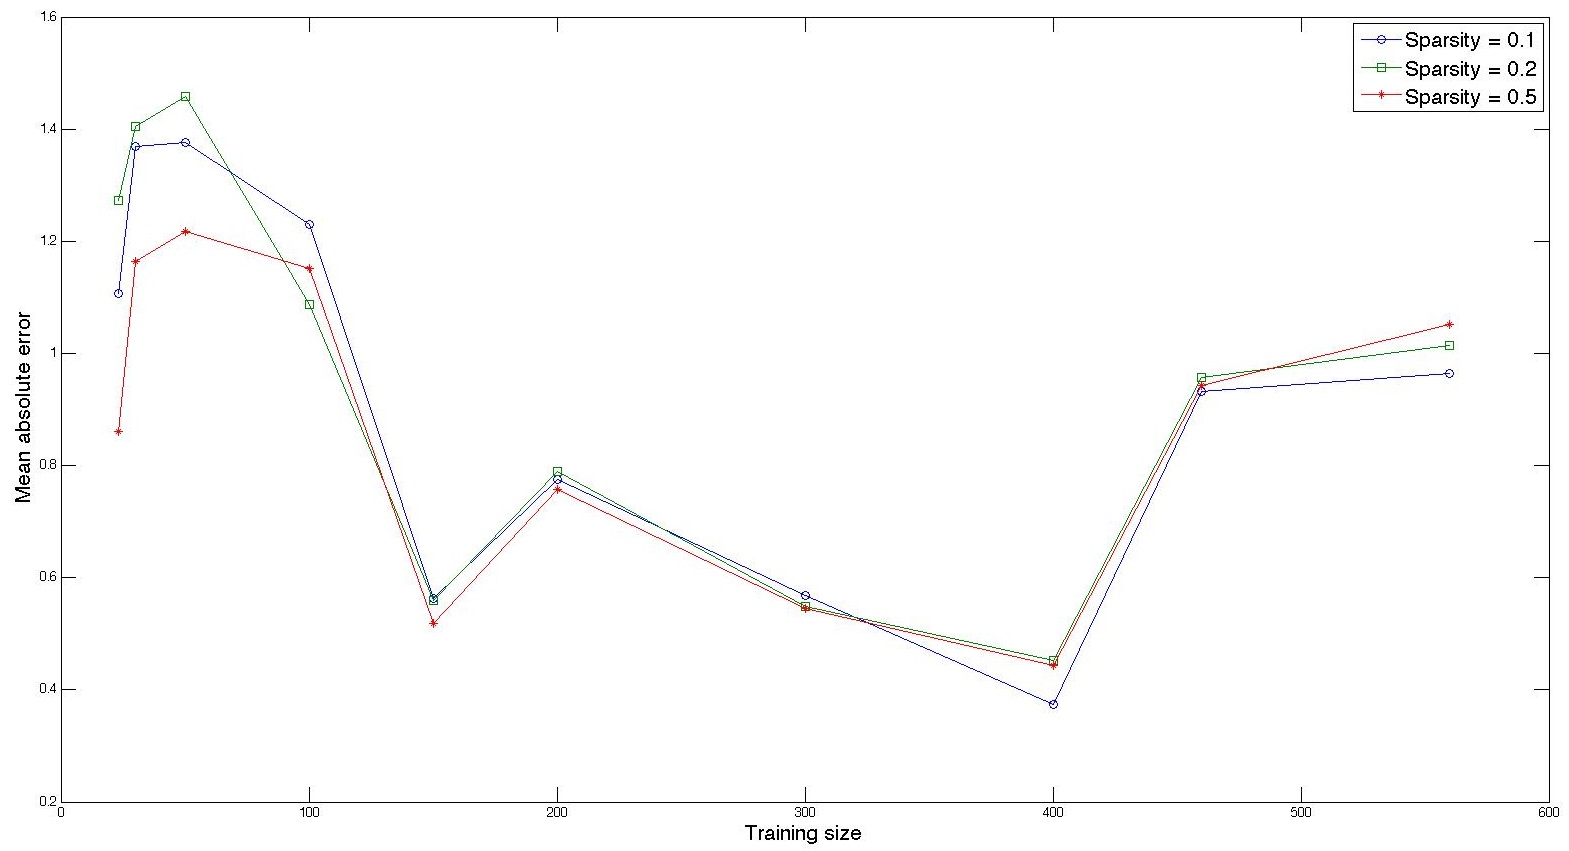 1.6
1.4
1.2
1
0.8
0.6
0.4
0.2
Mean absolute error
Sparsity = 0.1
Sparsity = 0.2
Sparsity = 0.5
0 100 200 300 400 500 600
Training size